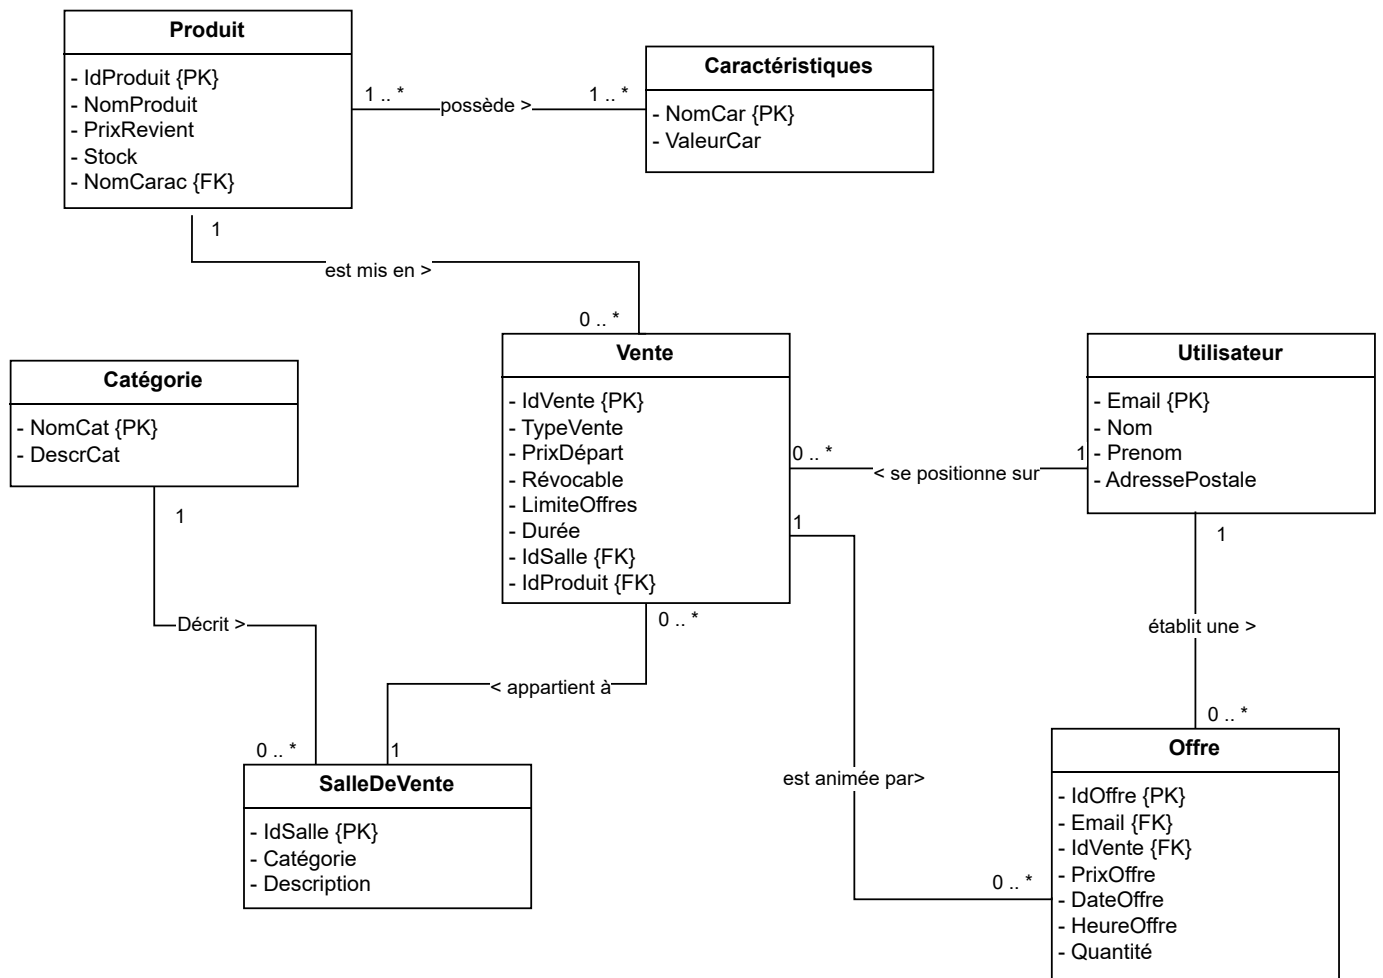 Produit
- IdProduit {PK}
- NomProduit
- PrixRevient
- Stock
- NomCarac {FK}
1 .. *
possède >
1 .. *
Caractéristiques
- NomCar {PK}
- ValeurCar
1
est mis en >
0 .. *
Catégorie
- NomCat {PK}
- DescrCat
1
Vente
- IdVente {PK}
- TypeVente
- PrixDépart
- Révocable
- LimiteOffres
- Durée
- IdSalle {FK}
- IdProduit {FK}
0 .. *
< se positionne sur
1
Utilisateur
- Email {PK}
- Nom
- Prenom
- AdressePostale
1
1
0 .. *
Décrit >
établit une >
< appartient à
0 .. *
0 .. *
1
SalleDeVente
- IdSalle {PK}
- Catégorie
- Description
est animée par>
0 .. *
Offre
- IdOffre {PK}
- Email {FK}
- IdVente {FK}
- PrixOffre
- DateOffre
- HeureOffre
- Quantité